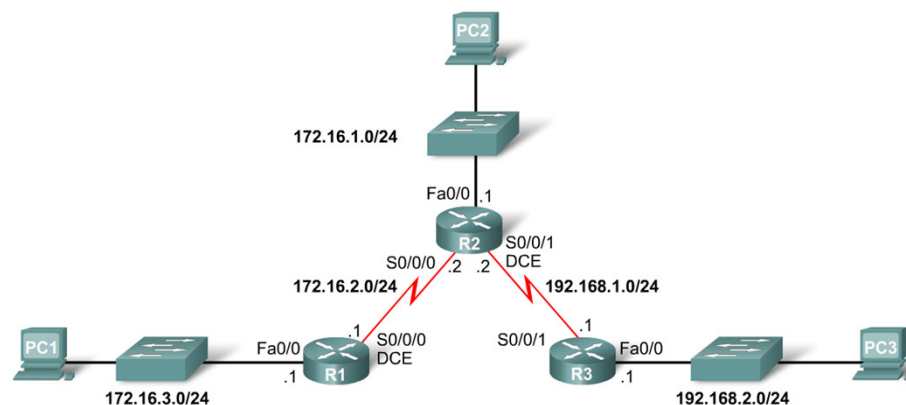 PC2
172.16.1.0/24
Fa0/0
.1
R2
S0/0/0
.2
.2
S0/0/1
DCE
172.16.2.0/24
192.168.1.0/24
.1
S0/0/0
DCE
S0/0/1
.1
PC1
Fa0/0
.1
R1
172.16.3.0/24
R3
Fa0/0
.1
PC3
192.168.2.0/24